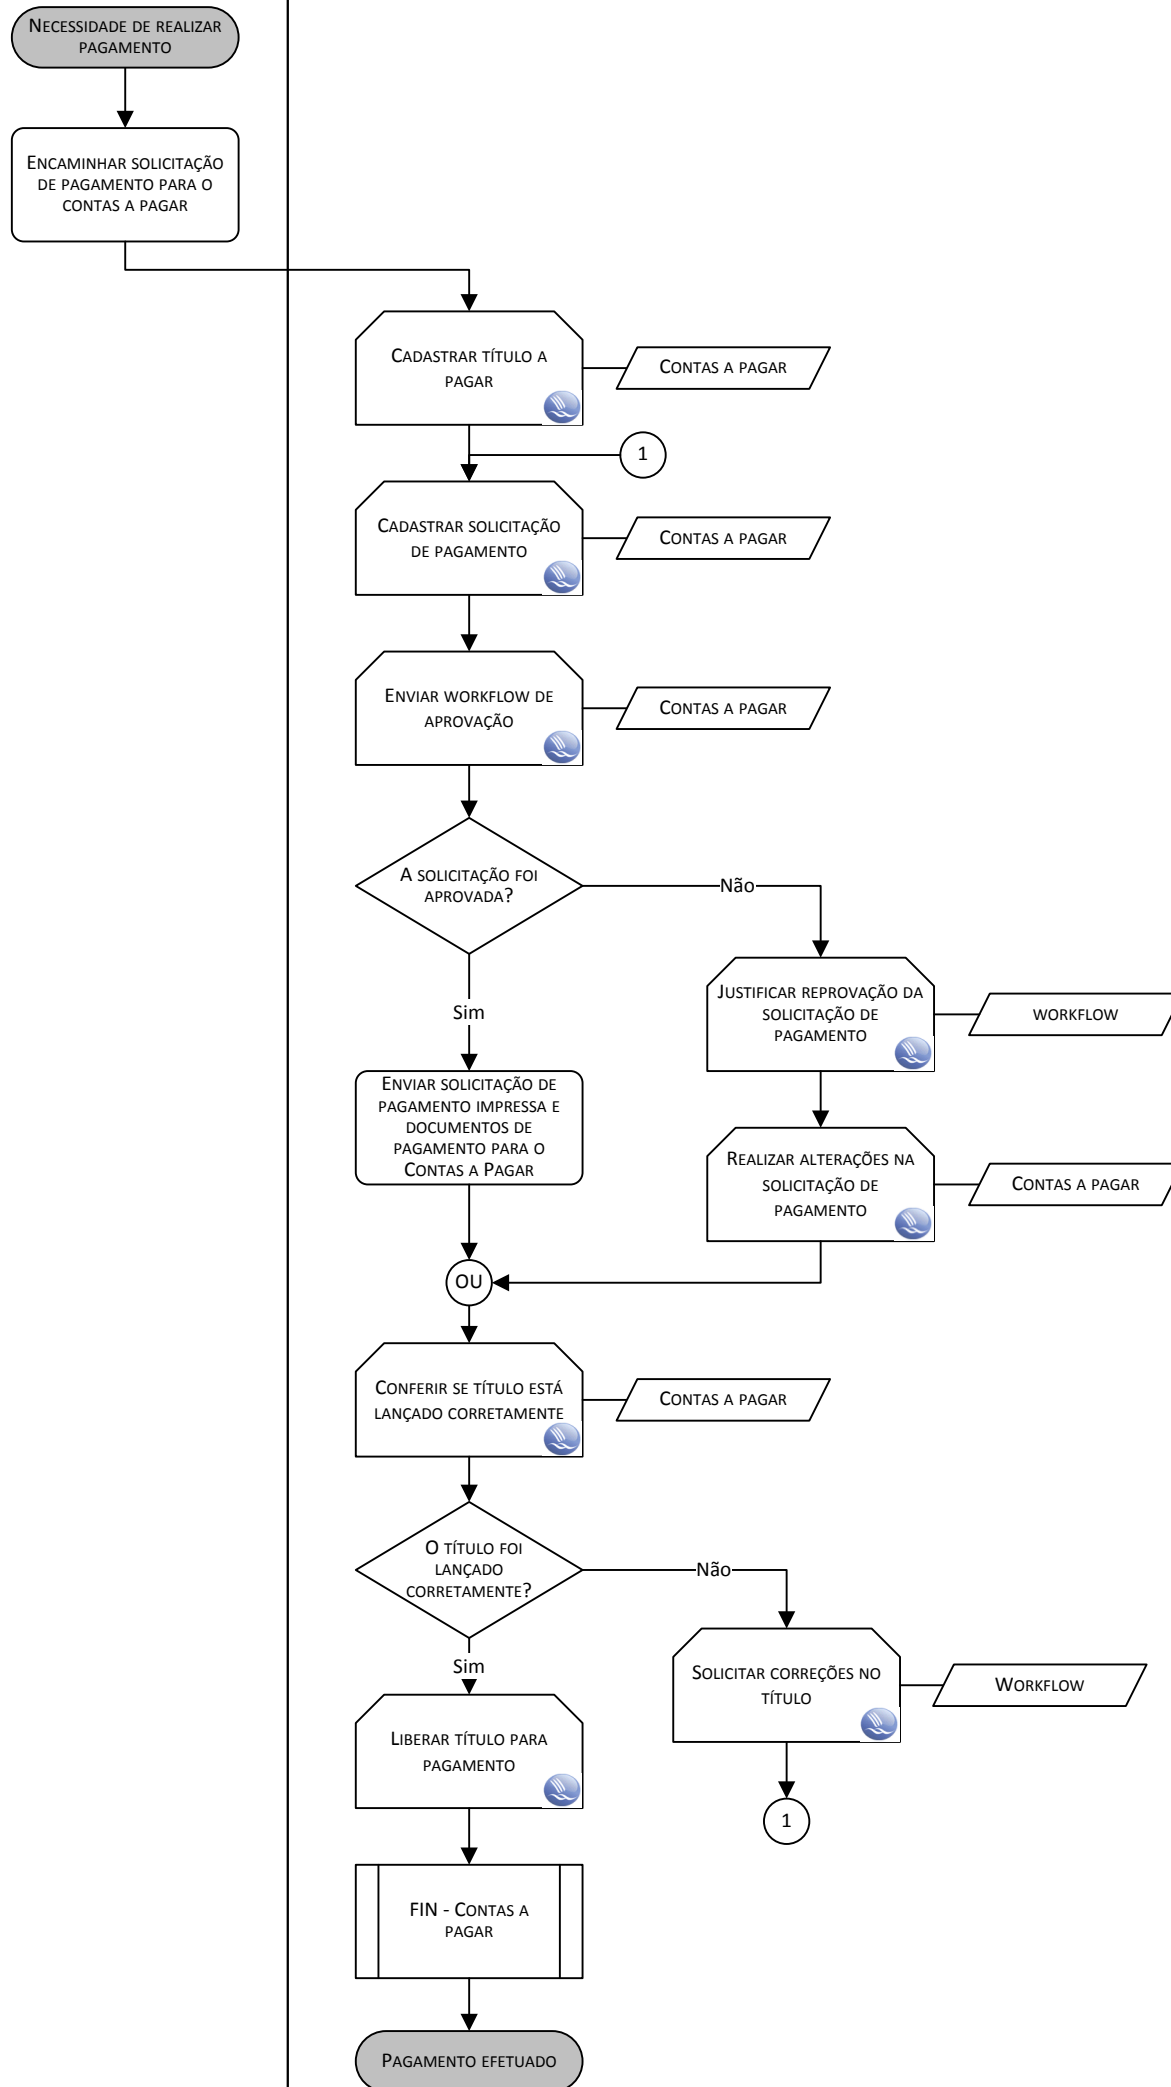 Necessidade de realizar
pagamento
Encaminhar solicitação
de pagamento para o
contas a pagar
Cadastrar título a
pagar
Contas a pagar
1
Cadastrar solicitação
de pagamento
Contas a pagar
Enviar workflow de
aprovação
Contas a pagar
A solicitação foi
aprovada?
Não
Justificar reprovação da
solicitação de
pagamento
workflow
Sim
Enviar solicitação de
pagamento impressa e
documentos de
pagamento para o
Contas a Pagar
Realizar alterações na
solicitação de
pagamento
Contas a pagar
OU
Conferir se título está
lançado corretamente
Contas a pagar
O título foi
lançado
corretamente?
Não
Sim
Solicitar correções no
título
Workflow
Liberar título para
pagamento
1
FIN - Contas a
pagar
Pagamento efetuado